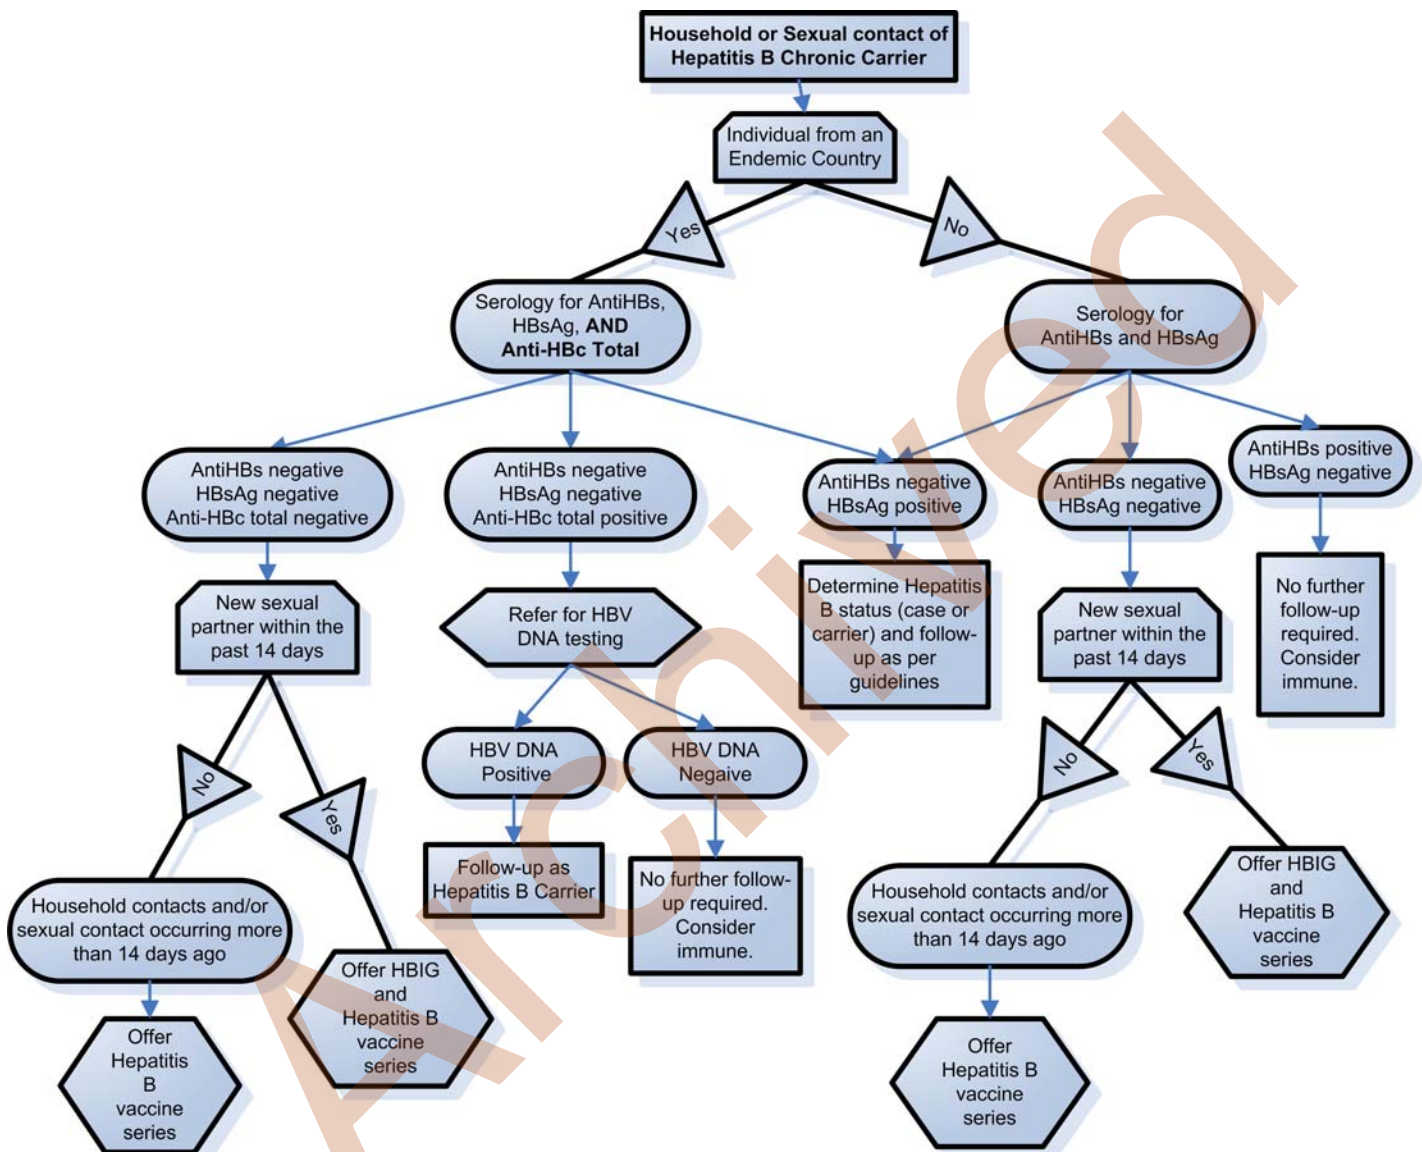 Household or Sexual contact of
Hepatitis B Chronic Carrier
Individual from an
Endemic Country
Yes
No
Serology for AntiHBs,
HBsAg, AND
Anti-HBc Total
Serology for
AntiHBs and HBsAg
AntiHBs negative
HBsAg negative
Anti-HBc total negative
AntiHBs negative
HBsAg negative
Anti-HBc total positive
AntiHBs negative
HBsAg positive
AntiHBs negative
HBsAg negative
AntiHBs positive
HBsAg negative
New sexual
partner within the
past 14 days
Refer for HBV
DNA testing
Determine Hepatitis
B status (case or
carrier) and follow-
up as per
guidelines
New sexual
partner within the
past 14 days
No further
follow-up
required.
Consider
immune.
No
Yes
HBV DNA
Positive
HBV DNA
Negaive
No
Yes
Follow-up as
Hepatitis B Carrier
No further follow-
up required.
Consider
immune.
Household contacts and/or
sexual contact occurring more
than 14 days ago
Offer HBIG
and
Hepatitis B
vaccine
series
Household contacts and/or
sexual contact occurring more
than 14 days ago
Offer HBIG
and
Hepatitis B
vaccine
series
Offer
Hepatitis
B
vaccine
series
Offer
Hepatitis B
vaccine
series
Archived